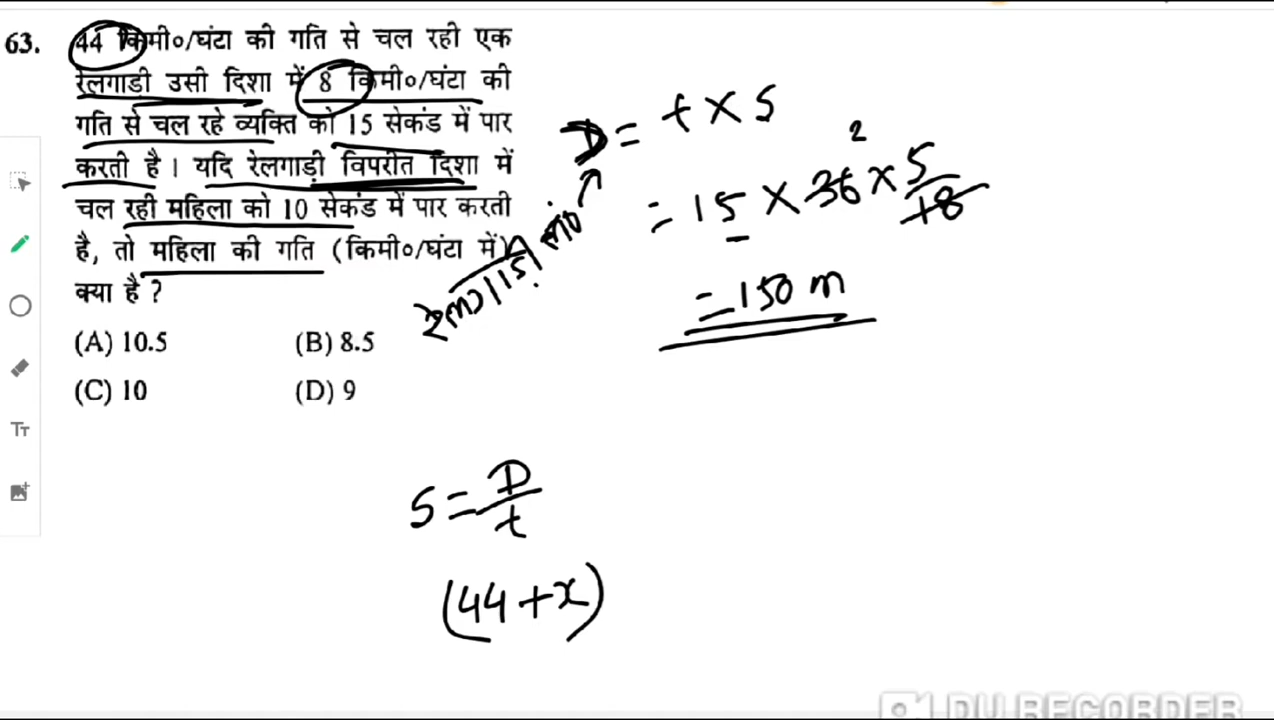 63. 44 किमी०/घंटा की गति से चल रही एक
रेलगाड़ी उसी दिशा में 8 किमी०/घंटा की
गति से चल रहे व्यक्ति को 15 सेकंड में पार
करती है। यदि रेलगाड़ी विपरीत दिशा में
चल रही महिला को 10 सेकंड में पार करती
है, तो महिला की गति (किमी०/घंटा में)
क्या है ?
(A) 10.5 (B) 8.5
(C) 10 (D) 9
D = t × S
= 15 × 36 × 5/18
2
= 150 m
S = D/t
(44 + x)
TT
DU RECORDER